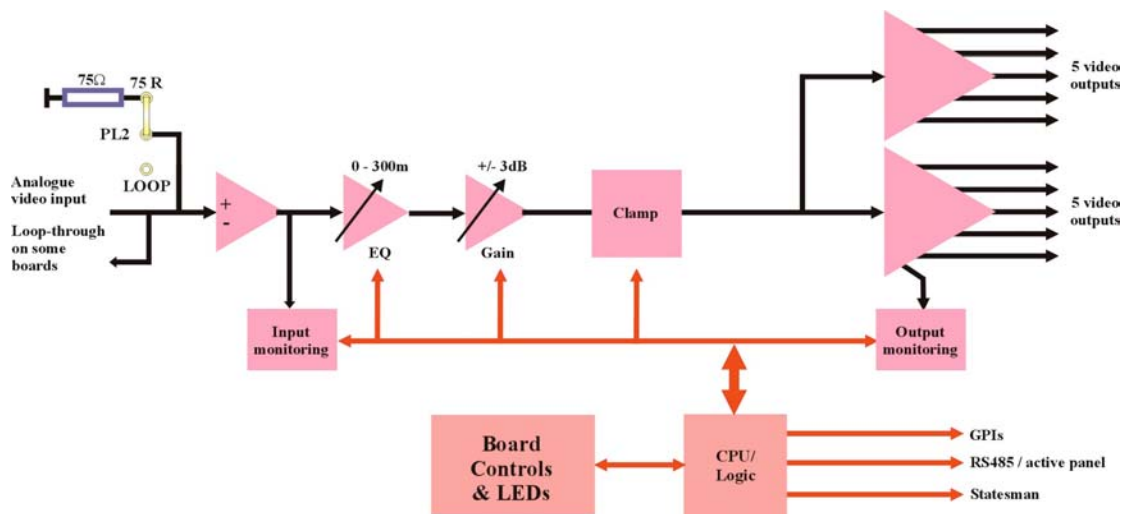 75Ω
75 R
PL2
LOOP
Analogue
video input
Loop-through
on some
boards
+
-
0 - 300m
EQ
+/- 3dB
Gain
Clamp
5 video
outputs
5 video
outputs
Input
monitoring
Output
monitoring
Board
Controls
& LEDs
CPU/
Logic
GPIs
RS485 / active panel
Statesman